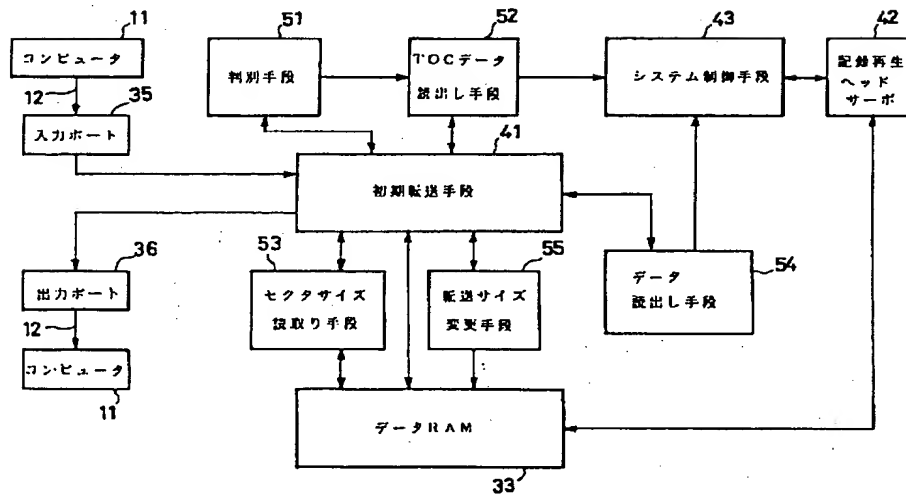 11
51
52
43
42
コンピュータ
判別手段
TOCデータ
読出し手段
システム制御手段
記録再生
ヘッド
サーボ
12
35
入力ポート
41
初期転送手段
36
出力ポート
53
セクタサイズ
読取り手段
55
転送サイズ
変更手段
データ
読出し手段
54
12
コンピュータ
11
データRAM
33